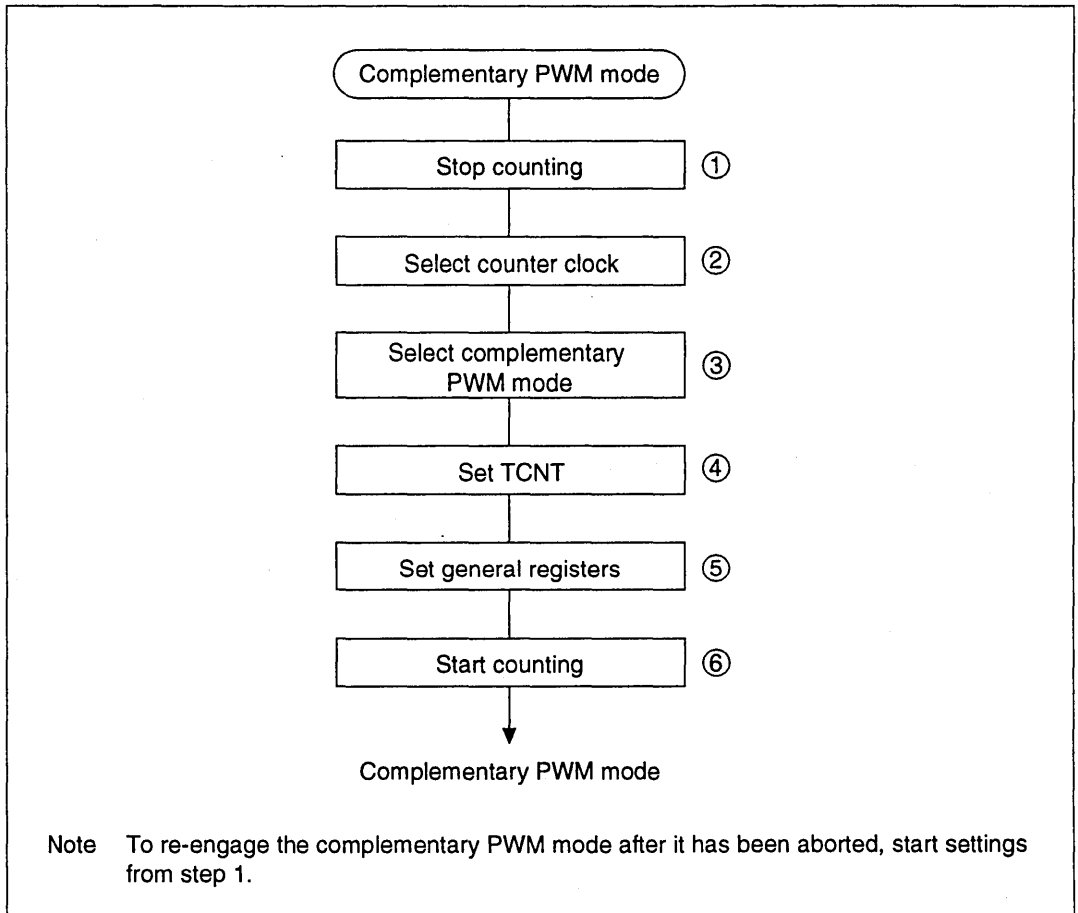 Complementary PWM mode
Stop counting ①
Select counter clock ②
Select complementary
PWM mode ③
Set TCNT ④
Set general registers ⑤
Start counting ⑥
Complementary PWM mode
Note To re-engage the complementary PWM mode after it has been aborted, start settings
from step 1.